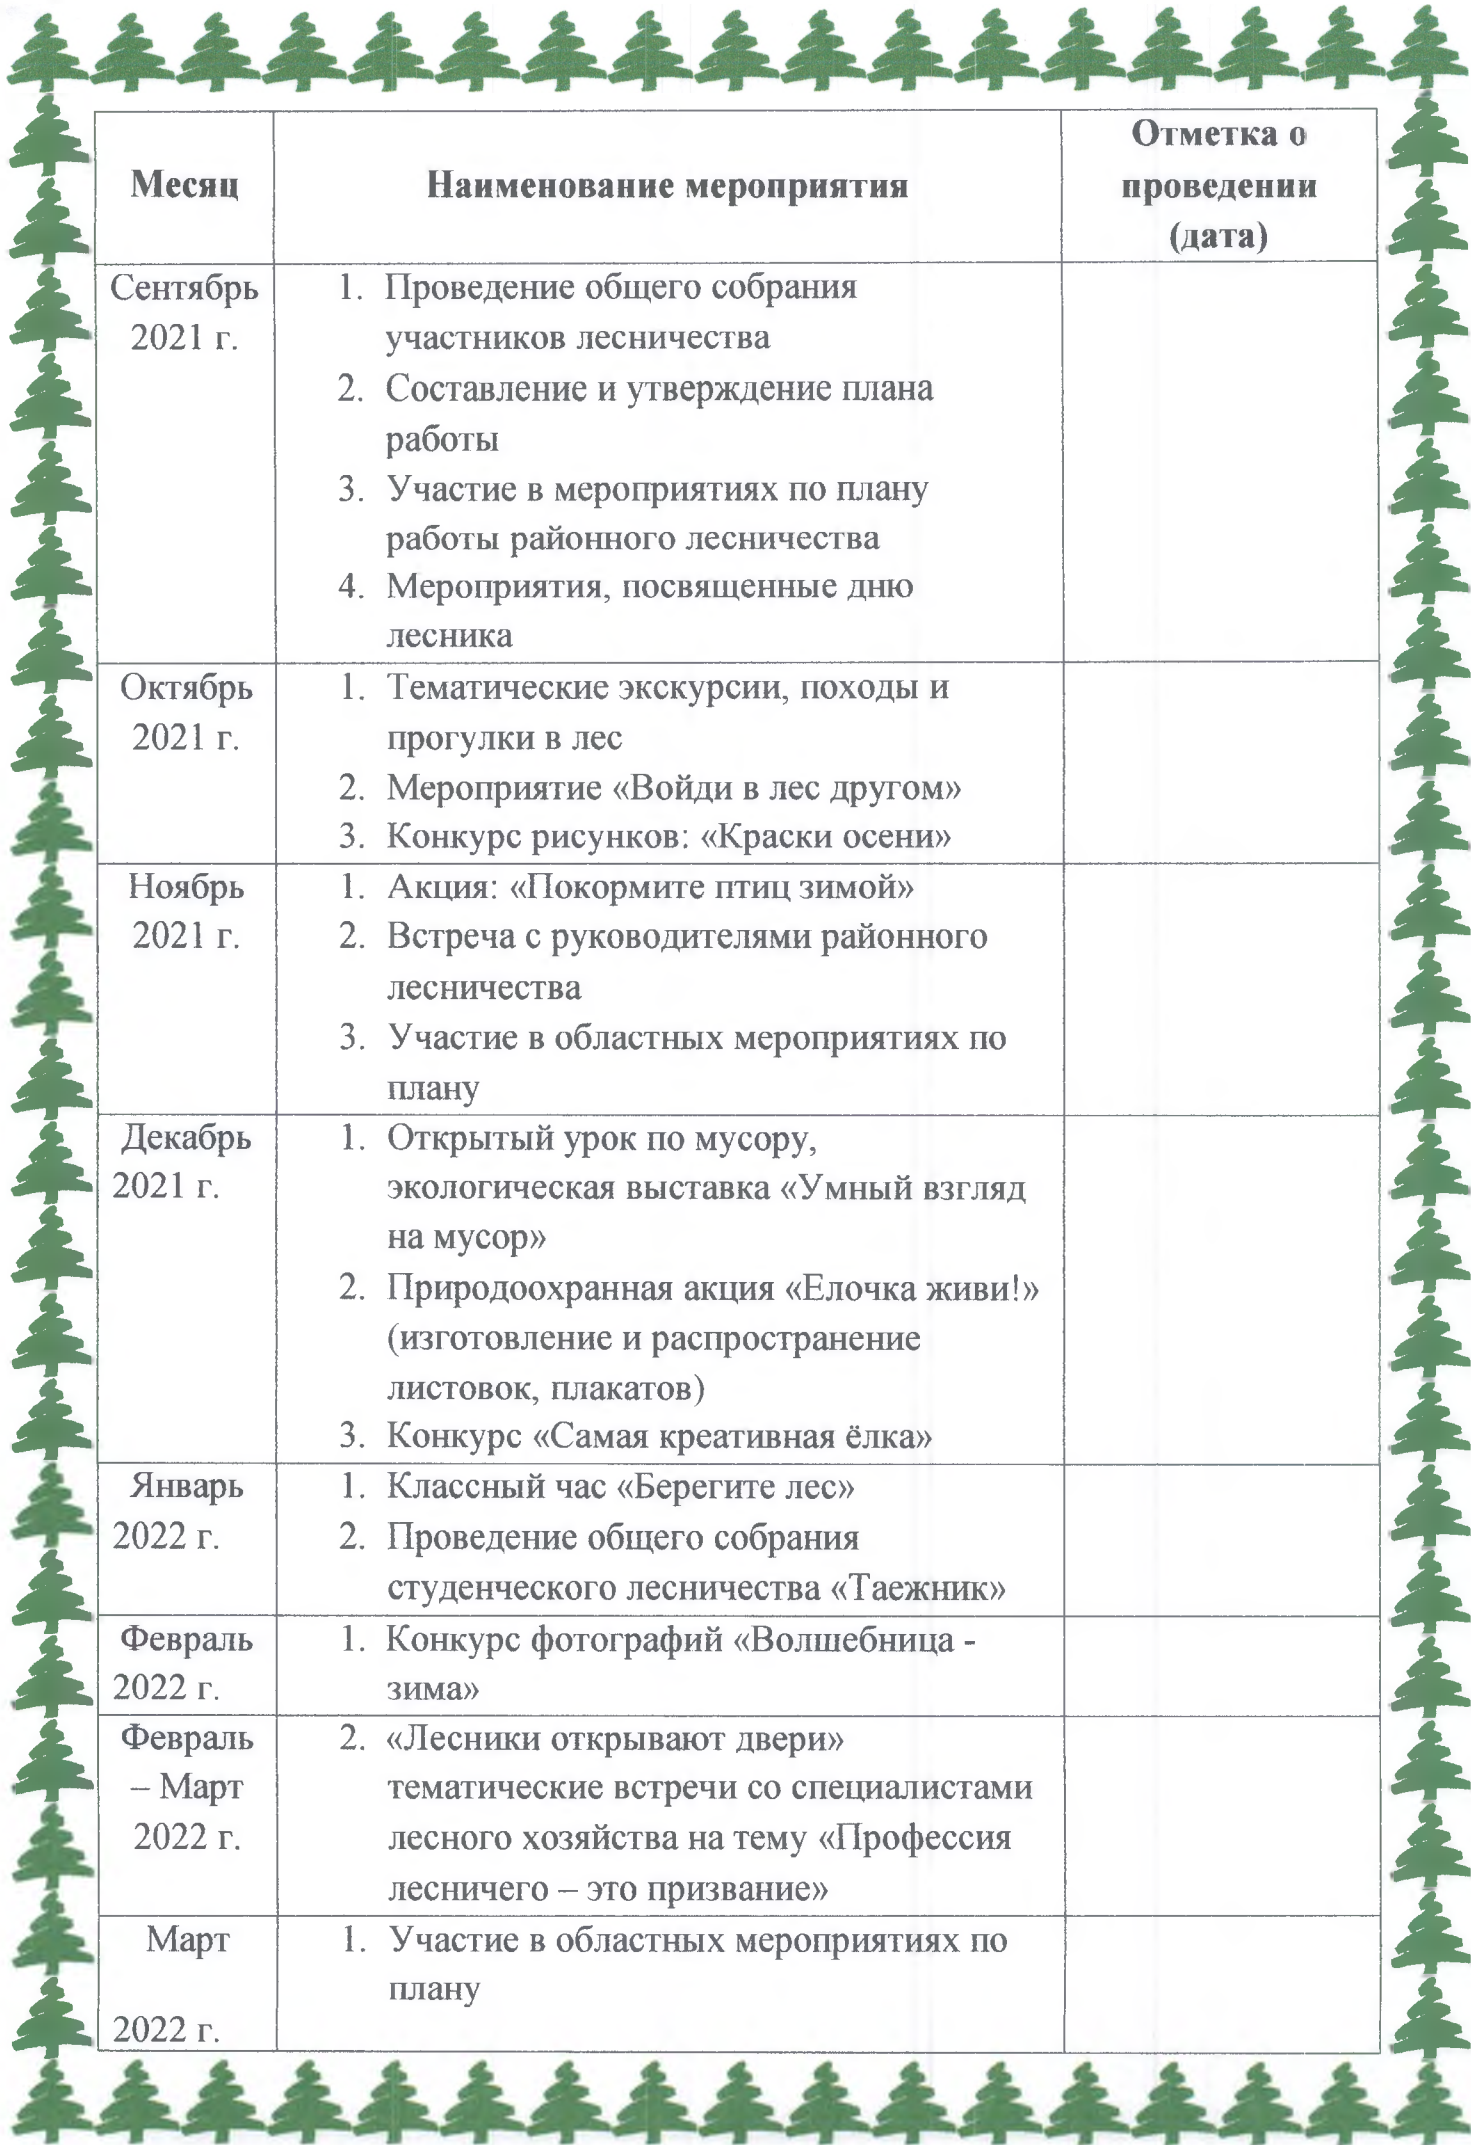 Месяц
Наименование мероприятия
Отметка о
проведении
(дата)
Сентябрь
2021 г.
1. Проведение общего собрания
участников лесничества
2. Составление и утверждение плана
работы
3. Участие в мероприятиях по плану
работы районного лесничества
4. Мероприятия, посвященные дню
лесника
Октябрь
2021 г.
1. Тематические экскурсии, походы и
прогулки в лес
2. Мероприятие «Войди в лес другом»
3. Конкурс рисунков: «Краски осени»
Ноябрь
2021 г.
1. Акция: «Покормите птиц зимой»
2. Встреча с руководителями районного
лесничества
3. Участие в областных мероприятиях по
плану
Декабрь
2021 г.
1. Открытый урок по мусору,
экологическая выставка «Умный взгляд
на мусор»
2. Природоохранная акция «Елочка живи!»
(изготовление и распространение
листовок, плакатов)
3. Конкурс «Самая креативная ёлка»
Январь
2022 г.
1. Классный час «Берегите лес»
2. Проведение общего собрания
студенческого лесничества «Таежник»
Февраль
2022 г.
1. Конкурс фотографий «Волшебница -
зима»
Февраль
– Март
2022 г.
2. «Лесники открывают двери»
тематические встречи со специалистами
лесного хозяйства на тему «Профессия
лесничего – это призвание»
Март
2022 г.
1. Участие в областных мероприятиях по
плану